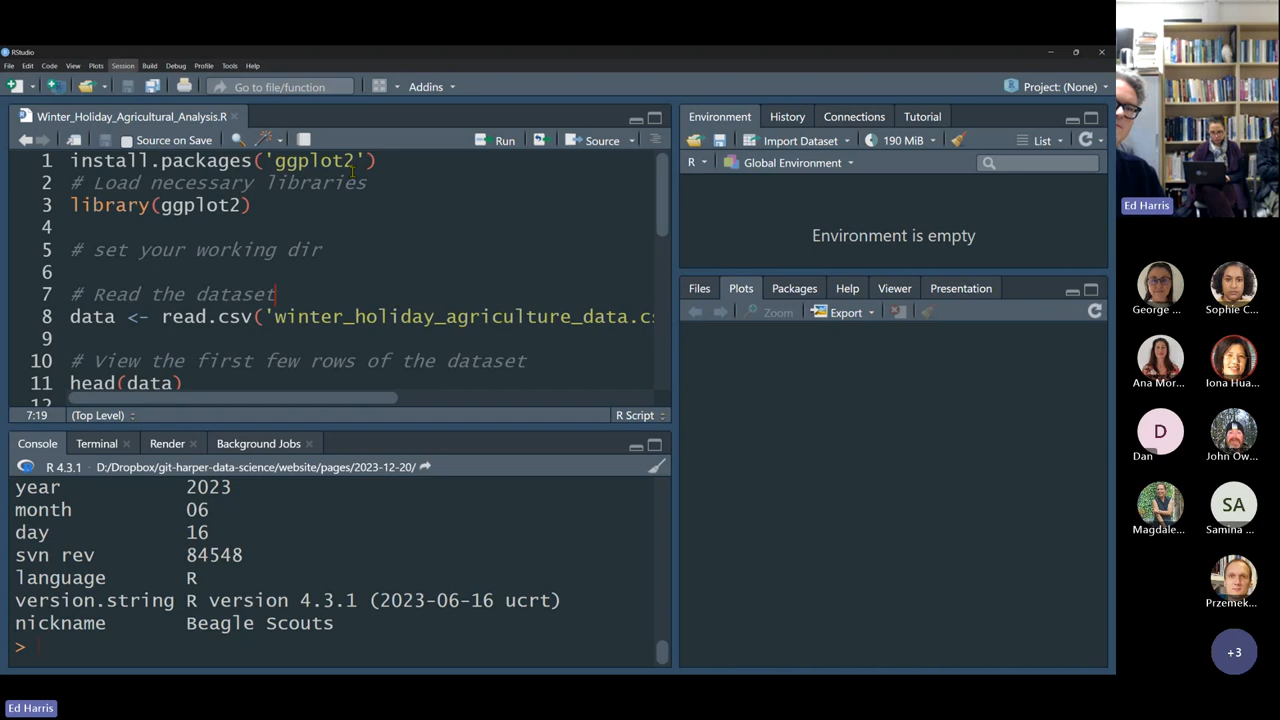 RStudio
File Edit Code View Plots Session Build Debug Profile Tools Help
Go to file/function
Addins
Project: (None)
Winter_Holiday_Agricultural_Analysis.R
Source on Save
Run
Source
1 install.packages('ggplot2')
2 # Load necessary libraries
3 library(ggplot2)
4
5 # set your working dir
6
7 # Read the dataset
8 data <- read.csv('winter_holiday_agriculture_data.cs
9
10 # View the first few rows of the dataset
11 head(data)
12
7:19
(Top Level)
R Script
Console Terminal Render Background Jobs
R 4.3.1 · D:/Dropbox/git-harper-data-science/website/pages/2023-12-20/
year 2023
month 06
day 16
svn rev 84548
language R
version.string R version 4.3.1 (2023-06-16 ucrt)
nickname Beagle Scouts
>
Environment History Connections Tutorial
Import Dataset
190 MiB
List
R
Global Environment
Environment is empty
Files Plots Packages Help Viewer Presentation
Zoom
Export
Ed Harris
George ...
Sophie C...
Ana Mor...
Iona Hua...
D
Dan
John Ow...
Magdale...
SA
Samina ...
Przemek...
+3
Ed Harris